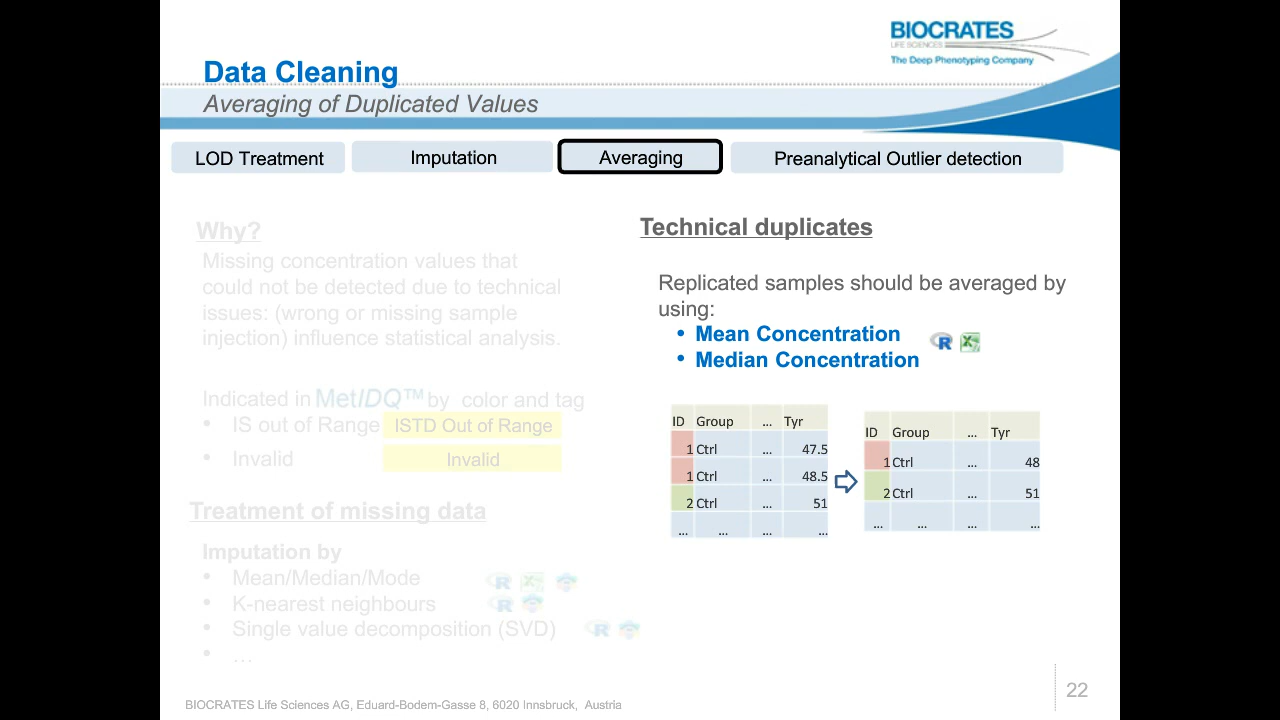 BIOCRATES
LIFE SCIENCES
The Deep Phenotyping Company
Data Cleaning
Averaging of Duplicated Values
LOD Treatment
Imputation
Averaging
Preanalytical Outlier detection
Why?
Missing concentration values that
could not be detected due to technical
issues: (wrong or missing sample
injection) influence statistical analysis.
Indicated in MetIDQ™ by color and tag
• IS out of Range ISTD Out of Range
• Invalid Invalid
Treatment of missing data
Imputation by
• Mean/Median/Mode
• K-nearest neighbours
• Single value decomposition (SVD)
• ...
Technical duplicates
Replicated samples should be averaged by
using:
• Mean Concentration
• Median Concentration
ID Group ... Tyr
1 Ctrl ... 47.5
1 Ctrl ... 48.5
2 Ctrl ... 51
... ... ... ...
ID Group ... Tyr
1 Ctrl ... 48
2 Ctrl ... 51
... ... ... ...
BIOCRATES Life Sciences AG, Eduard-Bodem-Gasse 8, 6020 Innsbruck, Austria
22